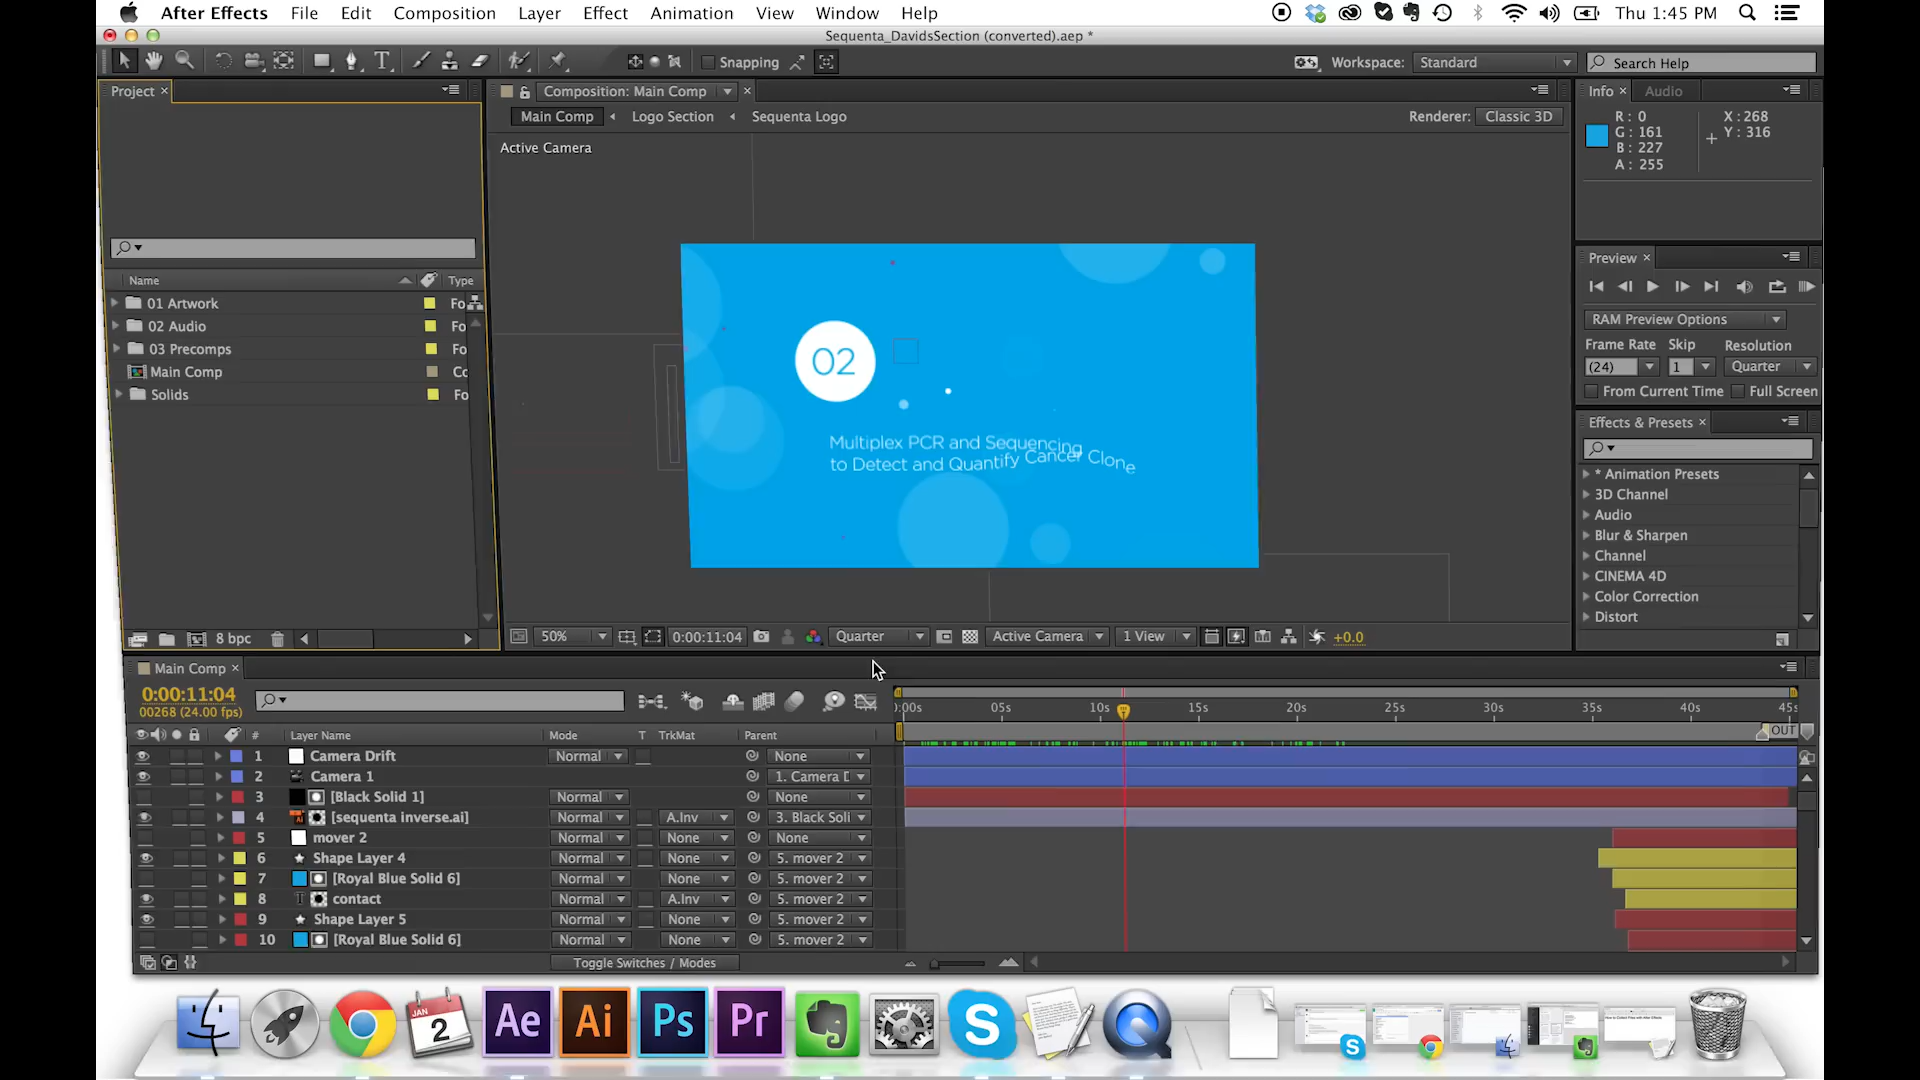 After Effects File Edit Composition Layer Effect Animation View Window Help Thu 1:45 PM
Sequenta_DavidsSection (converted).aep *
T Snapping Workspace: Standard Search Help
Project × Composition: Main Comp × Info × Audio
Main Comp Logo Section Sequenta Logo Renderer: Classic 3D
Active Camera
R: 0 X: 268
G: 161 Y: 316
B: 227
A: 255
Name Type
01 Artwork Fo
02 Audio Fo
03 Precomps Fo
Main Comp Cc
Solids Fo
02
Multiplex PCR and Sequencing
to Detect and Quantify Cancer Clone
Preview ×
RAM Preview Options
Frame Rate Skip Resolution
(24) 1 Quarter
From Current Time Full Screen
Effects & Presets ×
* Animation Presets
3D Channel
Audio
Blur & Sharpen
Channel
CINEMA 4D
Color Correction
Distort
8 bpc 50% 0:00:11:04 Quarter Active Camera 1 View +0.0
Main Comp ×
0:00:11:04
00268 (24.00 fps)
):00s 05s 10s 15s 20s 25s 30s 35s 40s 45s
# Layer Name Mode T TrkMat Parent OUT
1 Camera Drift Normal None
2 Camera 1 1. Camera D
3 [Black Solid 1] Normal None
4 [sequenta inverse.ai] Normal A.Inv 3. Black Soli
5 mover 2 Normal None None
6 Shape Layer 4 Normal None 5. mover 2
7 [Royal Blue Solid 6] Normal None 5. mover 2
8 T contact Normal A.Inv 5. mover 2
9 Shape Layer 5 Normal None 5. mover 2
10 [Royal Blue Solid 6] Normal None 5. mover 2
Toggle Switches / Modes
JAN
2
Ae Ai Ps Pr S S